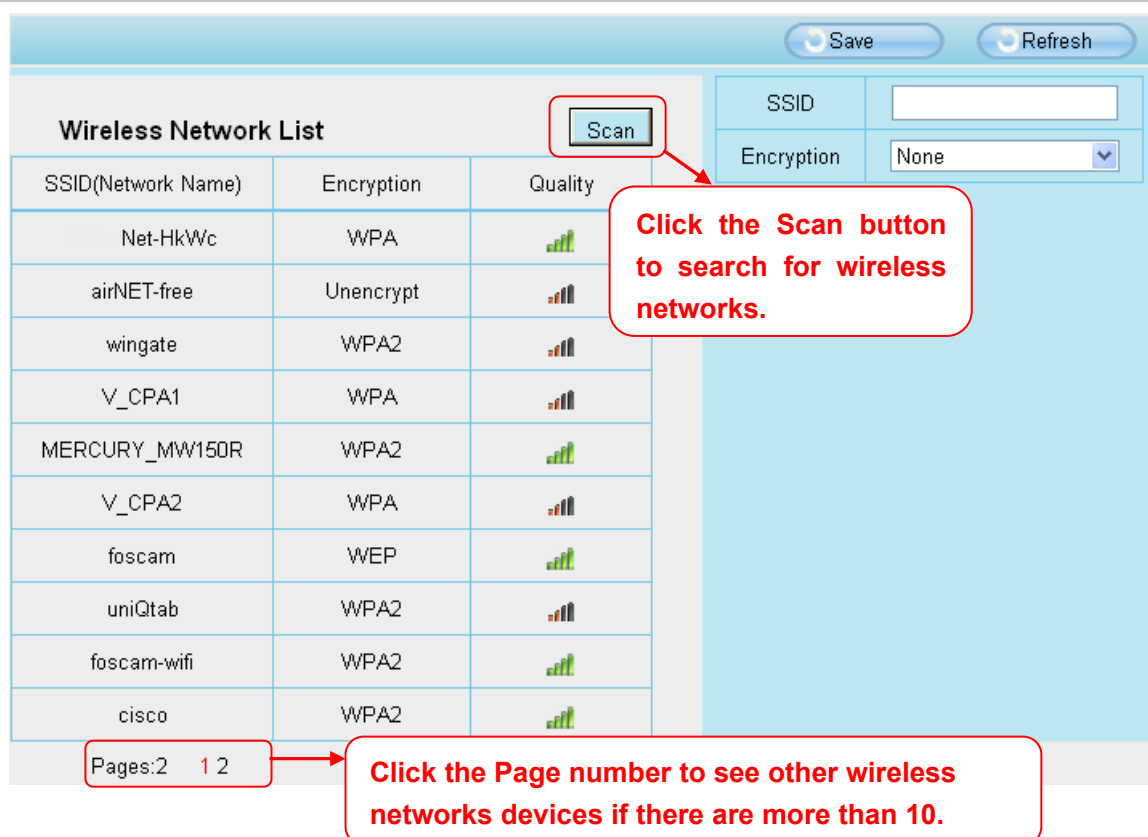 Save Refresh
Wireless Network List Scan
SSID
Encryption None
SSID(Network Name) Encryption Quality
Net-HkWc WPA
airNET-free Unencrypt
wingate WPA2
V_CPA1 WPA
MERCURY_MW150R WPA2
V_CPA2 WPA
foscam WEP
uniQtab WPA2
foscam-wifi WPA2
cisco WPA2
Pages:2 1 2
Click the Scan button
to search for wireless
networks.
Click the Page number to see other wireless
networks devices if there are more than 10.